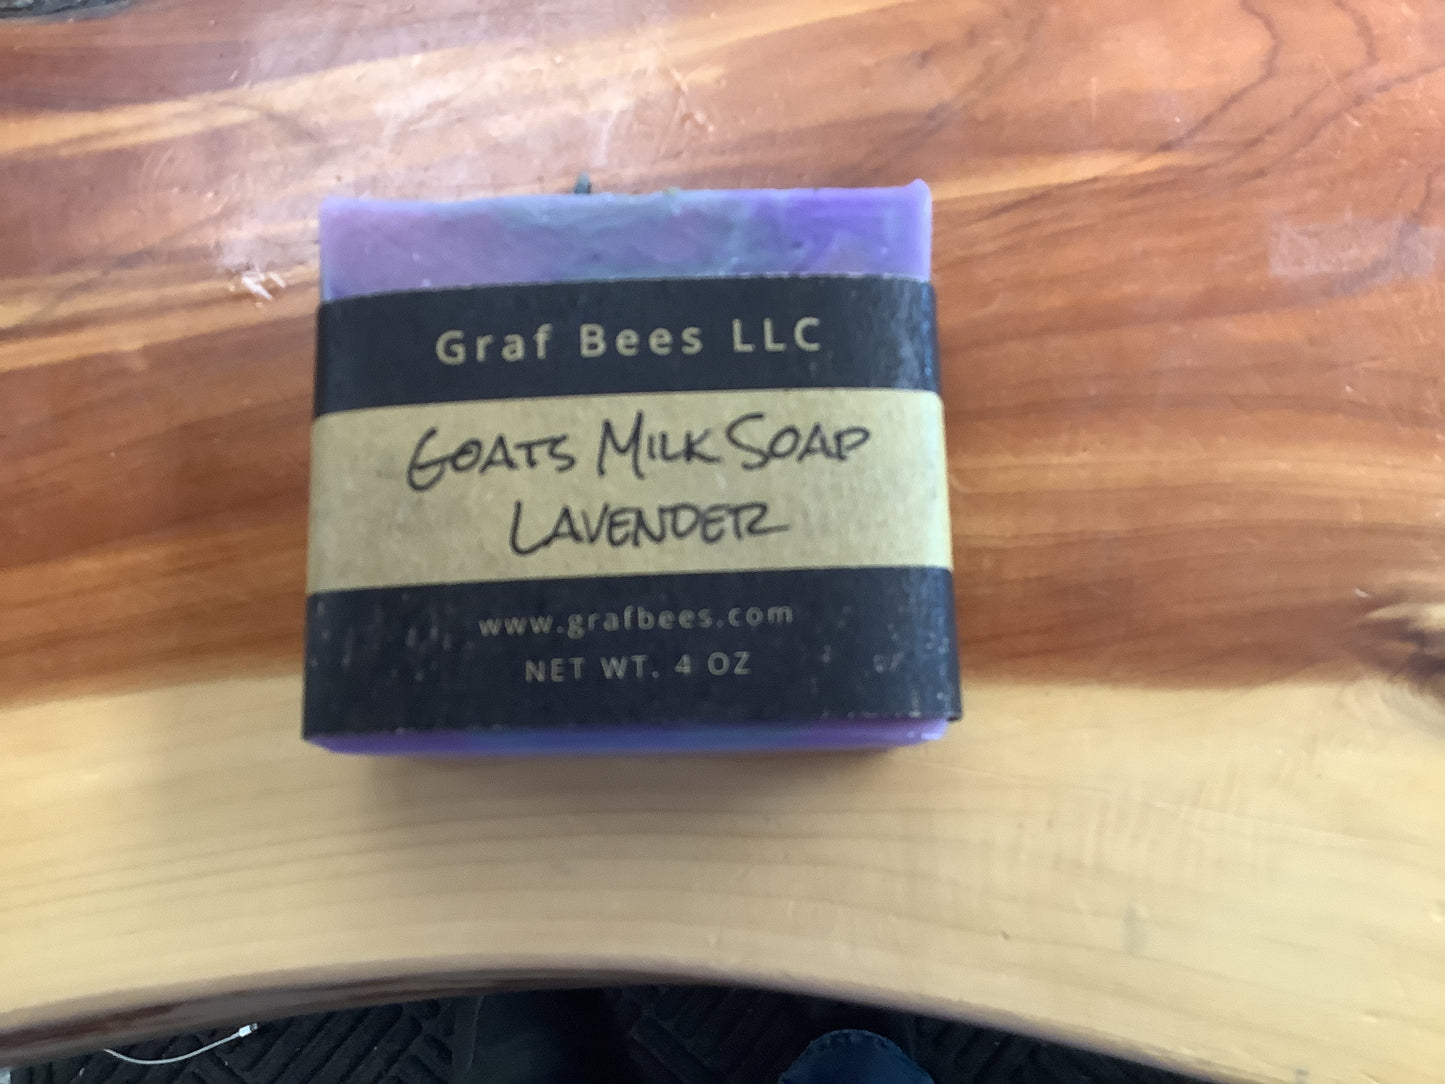 Graf Bees LLC
GOATS MILK SOAP
LAVENDER
www.grafbees.com
NET WT. 4 OZ